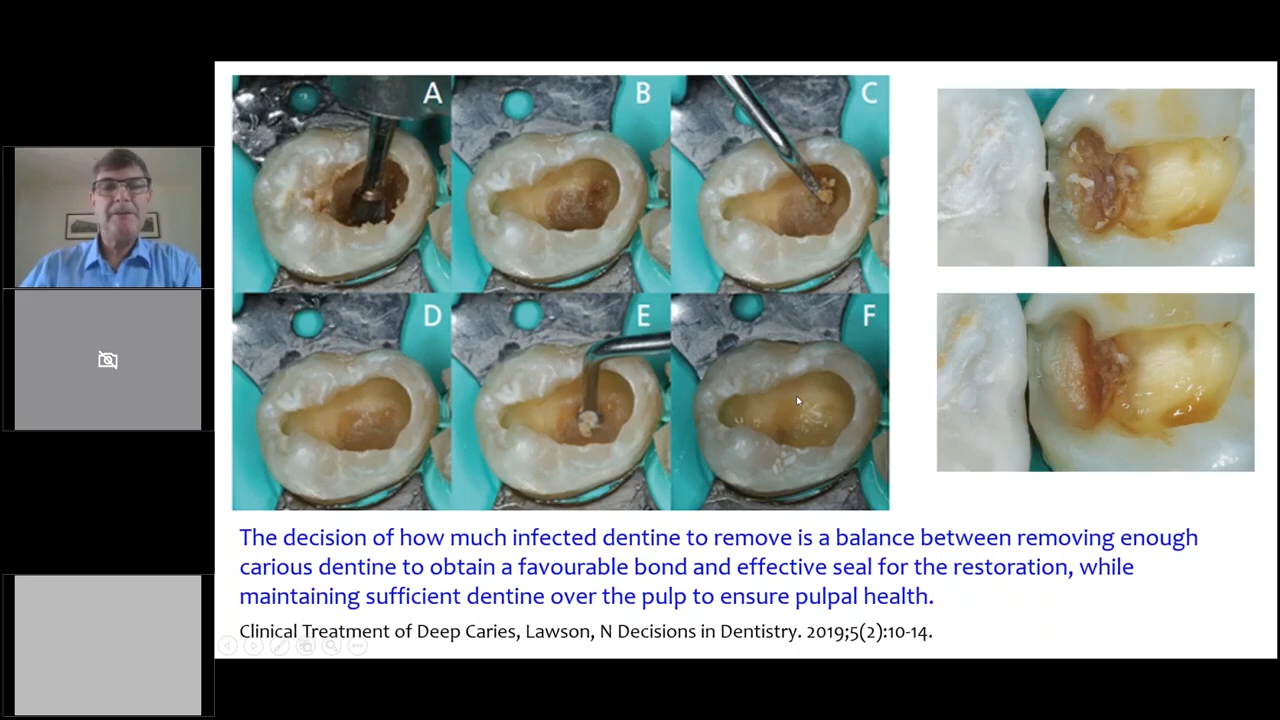 A
B
C
D
E
F
The decision of how much infected dentine to remove is a balance between removing enough
carious dentine to obtain a favourable bond and effective seal for the restoration, while
maintaining sufficient dentine over the pulp to ensure pulpal health.
Clinical Treatment of Deep Caries, Lawson, N Decisions in Dentistry. 2019;5(2):10-14.